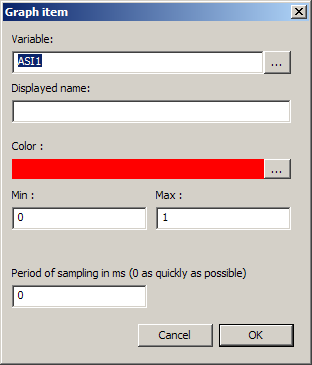 Graph item
Variable:
ASI1
...
Displayed name:
Color :
...
Min :
Max :
0
1
Period of sampling in ms (0 as quickly as possible)
0
Cancel
OK